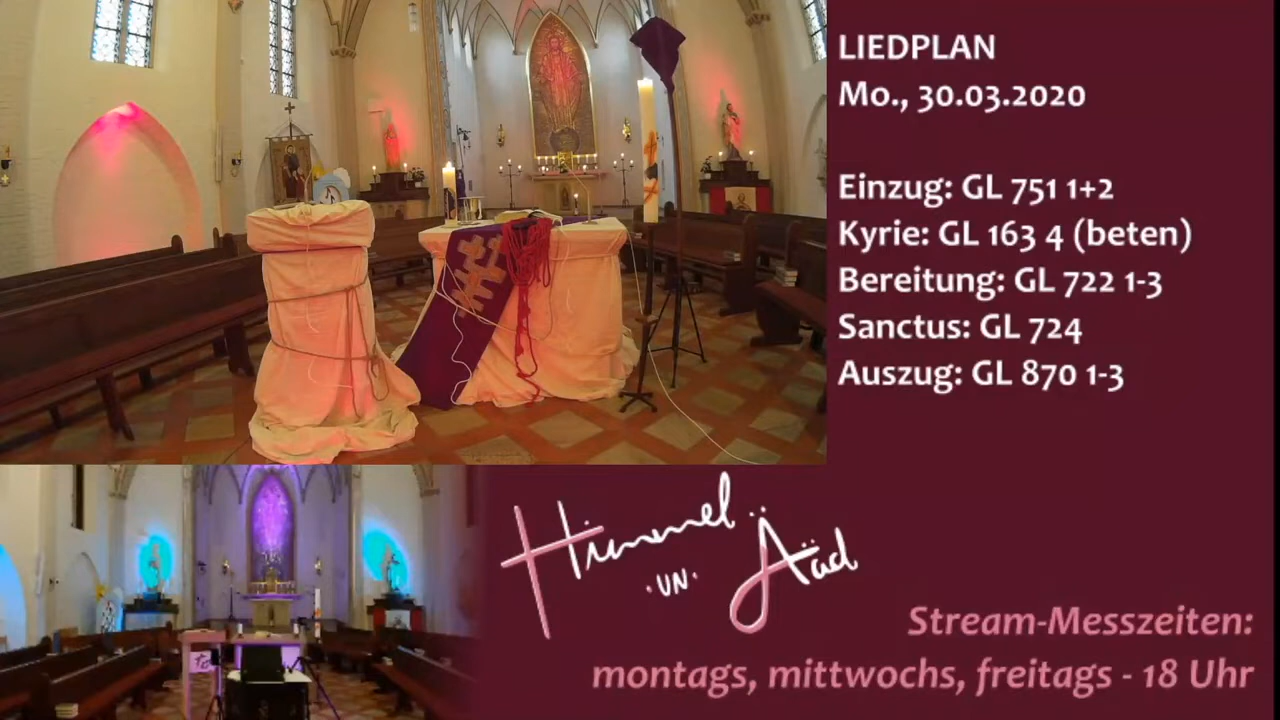 LIEDPLAN
Mo., 30.03.2020
Einzug: GL 751 1+2
Kyrie: GL 163 4 (beten)
Bereitung: GL 722 1-3
Sanctus: GL 724
Auszug: GL 870 1-3
Himmel
·UN·
Ääd
Stream-Messzeiten:
montags, mittwochs, freitags - 18 Uhr